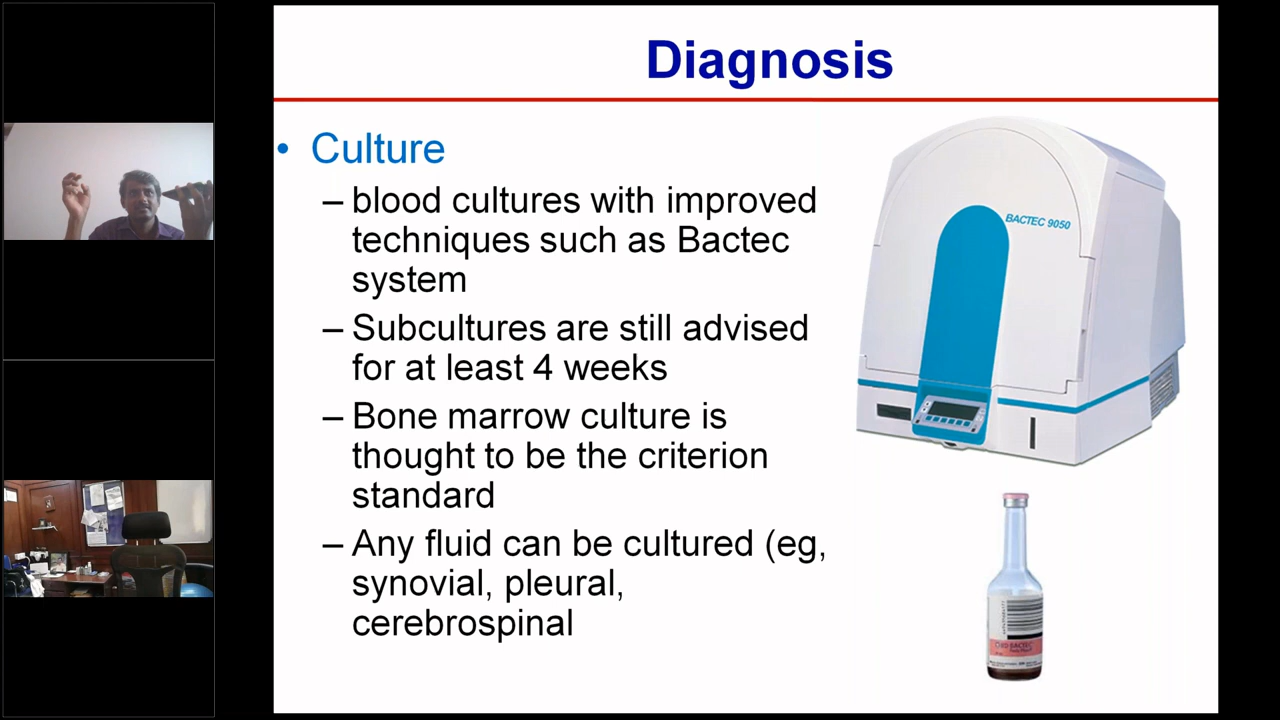 Diagnosis
• Culture
– blood cultures with improved
techniques such as Bactec
system
– Subcultures are still advised
for at least 4 weeks
– Bone marrow culture is
thought to be the criterion
standard
– Any fluid can be cultured (eg,
synovial, pleural,
cerebrospinal
BACTEC 9050
BACTEC